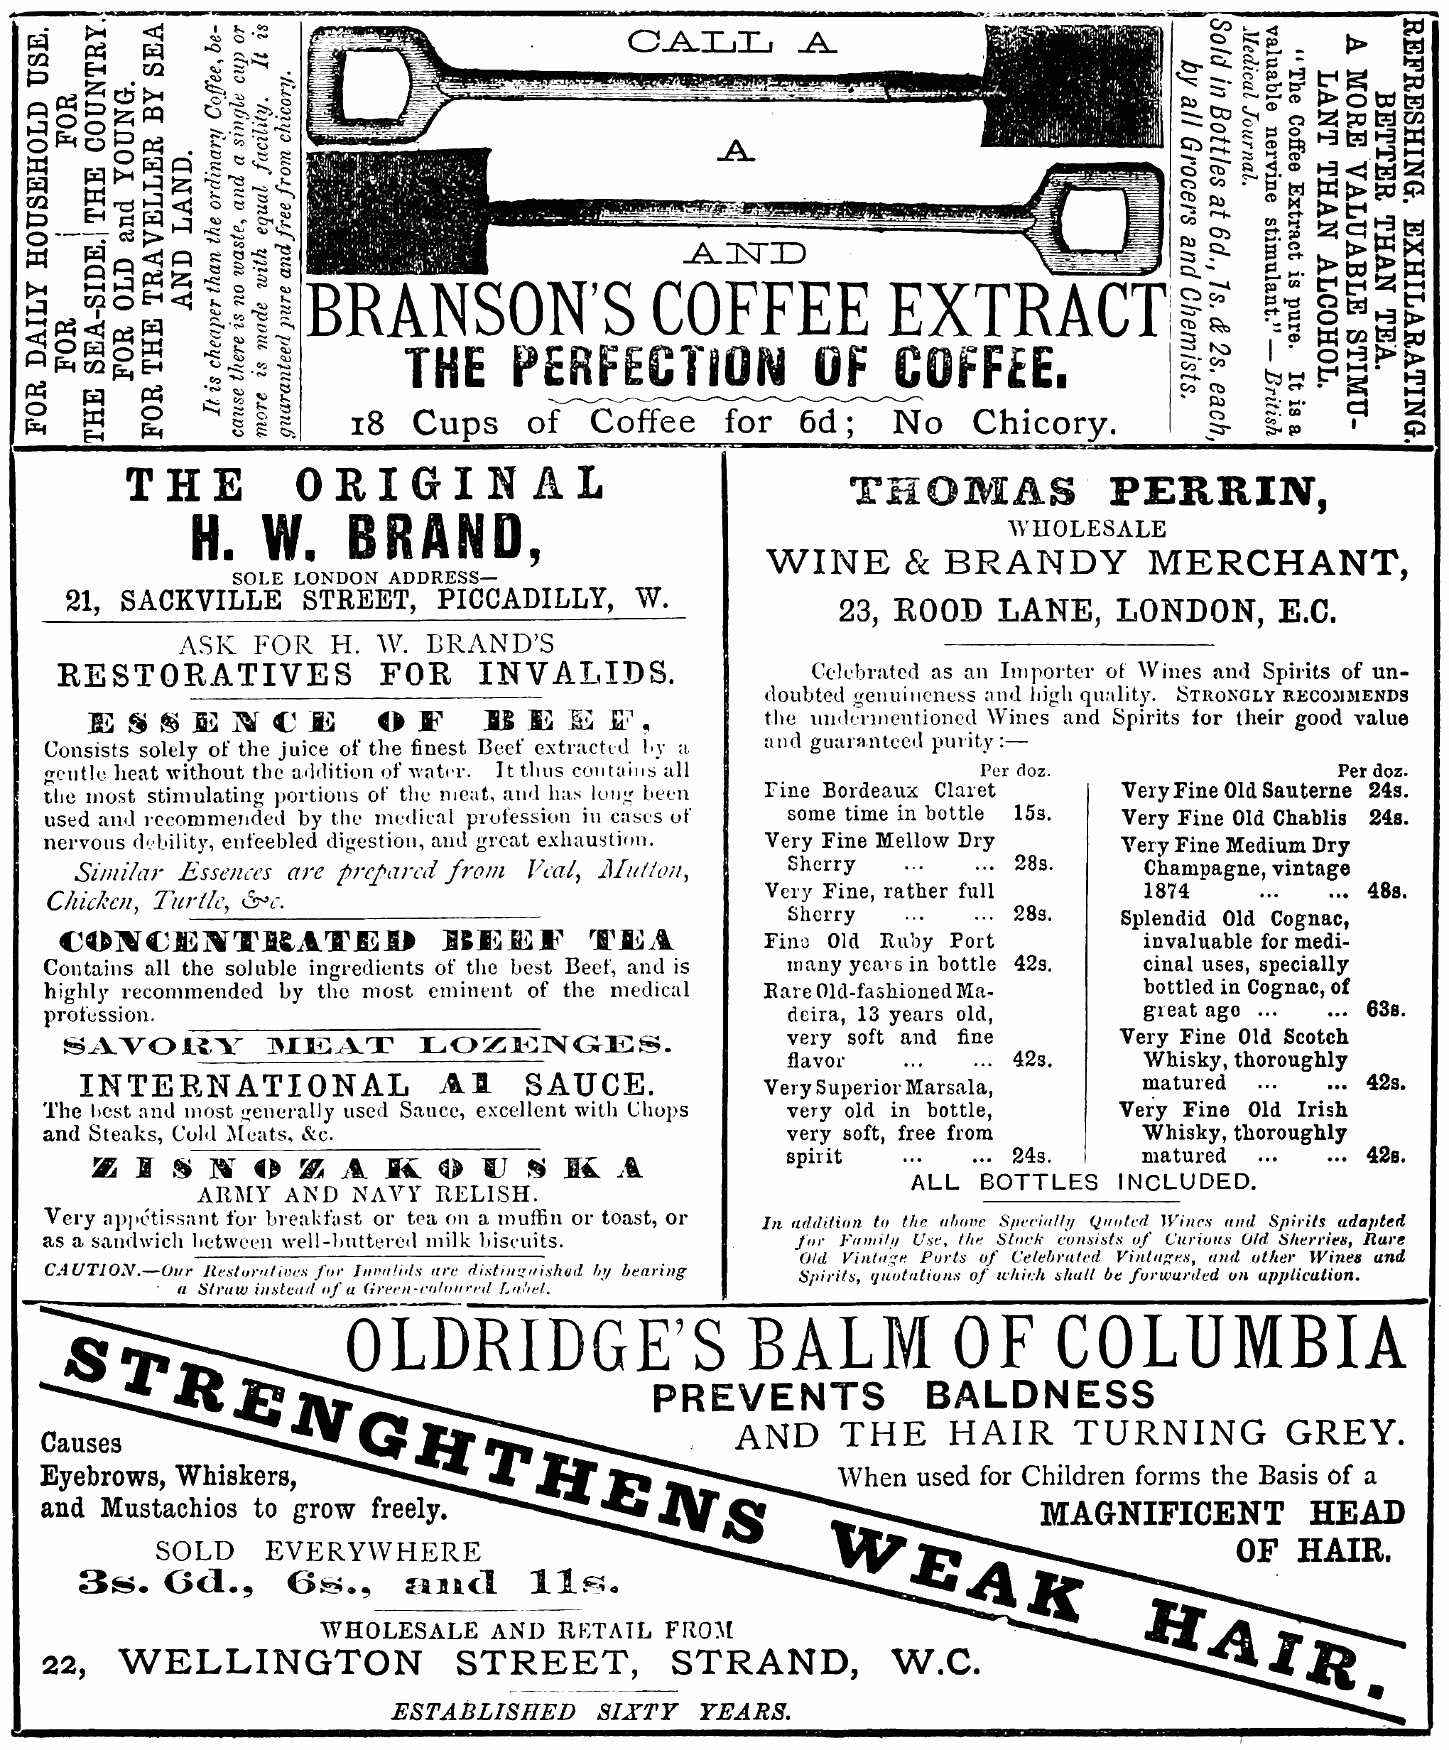 FOR DAILY HOUSEHOLD USE.
FOR FOR
THE SEA-SIDE. THE COUNTRY.
FOR OLD and YOUNG.
FOR THE TRAVELLER BY SEA
AND LAND.
It is cheaper than the ordinary Coffee, be-
cause there is no waste, and a single cup or
more is made with equal facility. It is
guaranteed pure and free from chicory.
CALL A
A
AND
BRANSON'S COFFEE EXTRACT
THE PERFECTION OF COFFEE.
18 Cups of Coffee for 6d; No Chicory.
REFRESHING. EXHILARATING.
BETTER THAN TEA.
A MORE VALUABLE STIMU-
LANT THAN ALCOHOL.
"The Coffee Extract is pure. It is a
valuable nervine stimulant."—British
Medical Journal.
Sold in Bottles at 6d., 1s. & 2s. each,
by all Grocers and Chemists.
THE ORIGINAL
H. W. BRAND,
SOLE LONDON ADDRESS—
21, SACKVILLE STREET, PICCADILLY, W.
ASK FOR H. W. BRAND'S
RESTORATIVES FOR INVALIDS.
ESSENCE OF BEEF,
Consists solely of the juice of the finest Beef extracted by a
gentle heat without the addition of water. It thus contains all
the most stimulating portions of the meat, and has long been
used and recommended by the medical profession in cases of
nervous debility, enfeebled digestion, and great exhaustion.
Similar Essences are prepared from Veal, Mutton,
Chicken, Turtle, &c.
CONCENTRATED BEEF TEA
Contains all the soluble ingredients of the best Beef, and is
highly recommended by the most eminent of the medical
profession.
SAVORY MEAT LOZENGES.
INTERNATIONAL A1 SAUCE.
The best and most generally used Sauce, excellent with Chops
and Steaks, Cold Meats, &c.
ZISNOZAKOUSKA
ARMY AND NAVY RELISH.
Very appétissant for breakfast or tea on a muffin or toast, or
as a sandwich between well-buttered milk biscuits.
CAUTION.—Our Restoratives for Invalids are distinguished by bearing
a Straw instead of a Green-coloured Label.
THOMAS PERRIN,
WHOLESALE
WINE & BRANDY MERCHANT,
23, ROOD LANE, LONDON, E.C.
Celebrated as an Importer of Wines and Spirits of un-
doubted genuineness and high quality. STRONGLY RECOMMENDS
the undermentioned Wines and Spirits for their good value
and guaranteed purity:—
Per doz.
Fine Bordeaux Claret
some time in bottle 15s.
Very Fine Mellow Dry
Sherry ... ... 28s.
Very Fine, rather full
Sherry ... ... 28s.
Fine Old Ruby Port
many years in bottle 42s.
Rare Old-fashioned Ma-
deira, 13 years old,
very soft and fine
flavor ... ... 42s.
Very Superior Marsala,
very old in bottle,
very soft, free from
spirit ... ... 24s.
Per doz.
Very Fine Old Sauterne 24s.
Very Fine Old Chablis 24s.
Very Fine Medium Dry
Champagne, vintage
1874 ... ... 48s.
Splendid Old Cognac,
invaluable for medi-
cinal uses, specially
bottled in Cognac, of
great age ... ... 63s.
Very Fine Old Scotch
Whisky, thoroughly
matured ... ... 42s.
Very Fine Old Irish
Whisky, thoroughly
matured ... ... 42s.
ALL BOTTLES INCLUDED.
In addition to the above Specially Quoted Wines and Spirits adapted
for Family Use, the Stock consists of Curious Old Sherries, Rare
Old Vintage Ports of Celebrated Vintages, and other Wines and
Spirits, quotations of which shall be forwarded on application.
OLDRIDGE'S BALM OF COLUMBIA
PREVENTS BALDNESS
AND THE HAIR TURNING GREY.
When used for Children forms the Basis of a
MAGNIFICENT HEAD
OF HAIR.
STRENGHTHENS WEAK HAIR.
Causes
Eyebrows, Whiskers,
and Mustachios to grow freely.
SOLD EVERYWHERE
3s. 6d., 6s., and 11s.
WHOLESALE AND RETAIL FROM
22, WELLINGTON STREET, STRAND, W.C.
ESTABLISHED SIXTY YEARS.